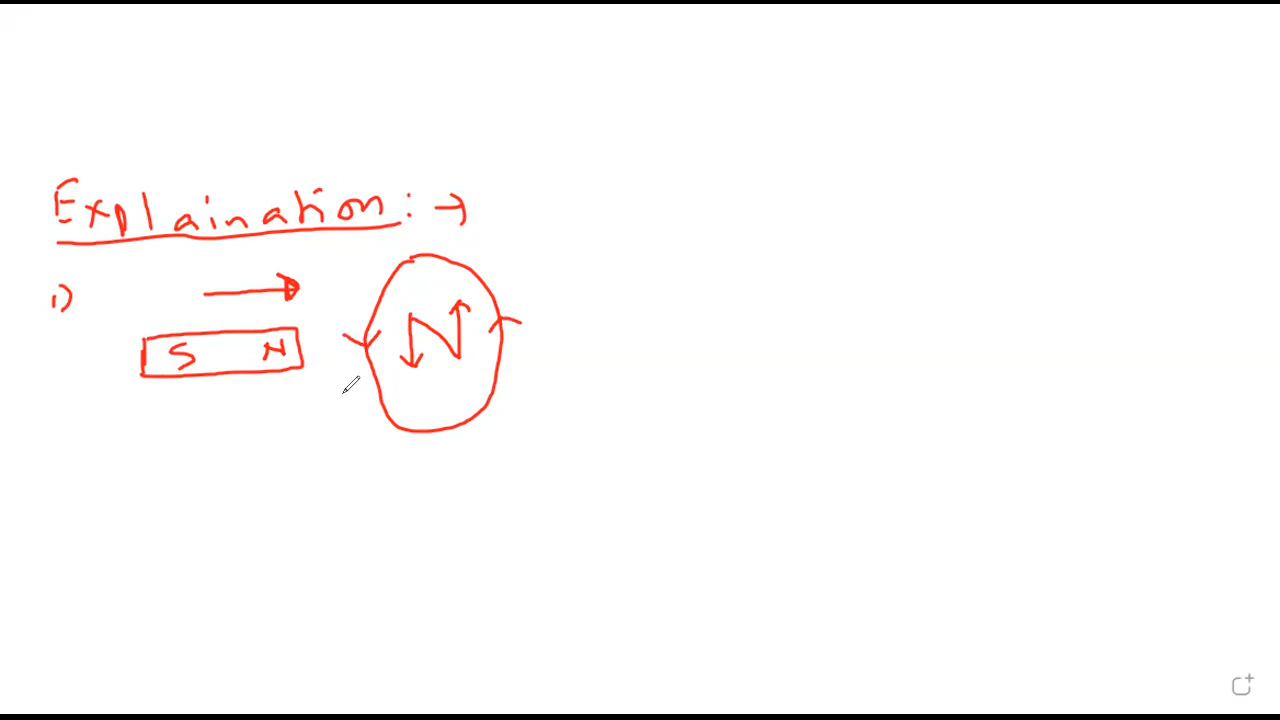 Explaination : →
1)
S N N